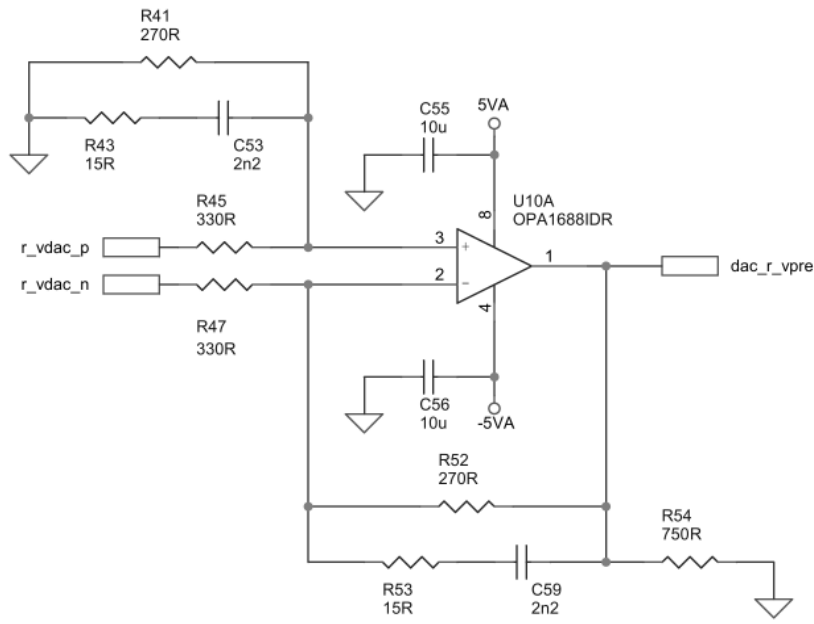 R41
270R
R43
15R
C53
2n2
C55
10u
5VA
R45
330R
U10A
OPA1688IDR
8
r_vdac_p
3
+
1
dac_r_vpre
r_vdac_n
2
-
4
R47
330R
C56
10u
-5VA
R52
270R
R54
750R
R53
15R
C59
2n2